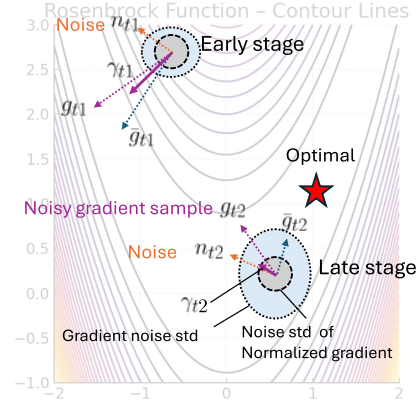 Rosenbrock Function – Contour Lines
3.0
Noise n_{t1}
Early stage
2.5
γ_{t1}
g_{t1}
2.0
ḡ_{t1}
1.5
Optimal
1.0
Noisy gradient sample g_{t2}
ḡ_{t2}
0.5
Noise n_{t2}
Late stage
0.0
γ_{t2}
Gradient noise std
Noise std of
−0.5
Normalized gradient
−1.0
−2 −1 0 1 2